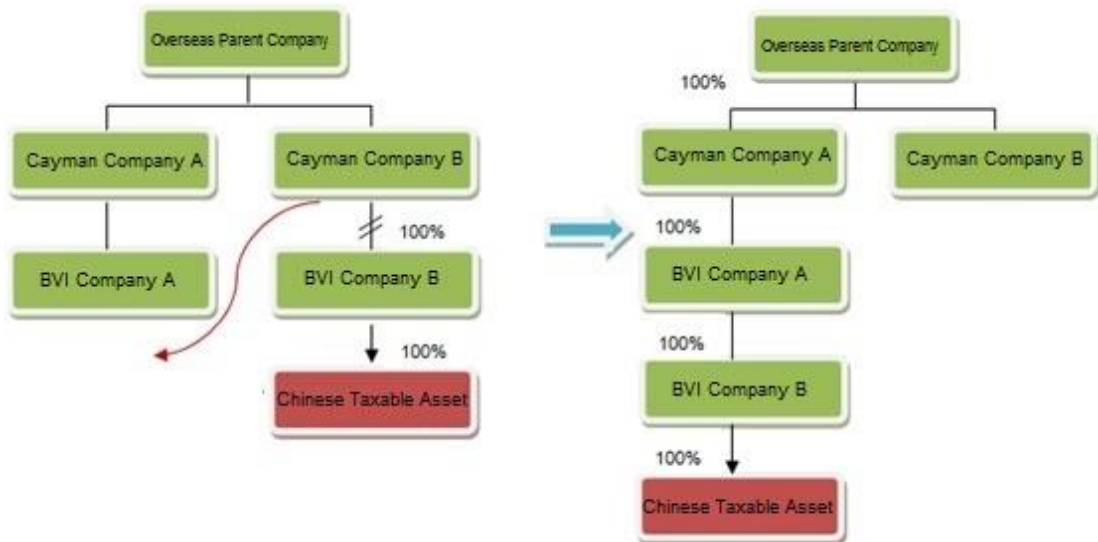 Overseas Parent Company
Cayman Company A
Cayman Company B
100%
BVI Company A
BVI Company B
100%
Chinese Taxable Asset
Overseas Parent Company
100%
Cayman Company A
Cayman Company B
100%
BVI Company A
100%
BVI Company B
100%
Chinese Taxable Asset